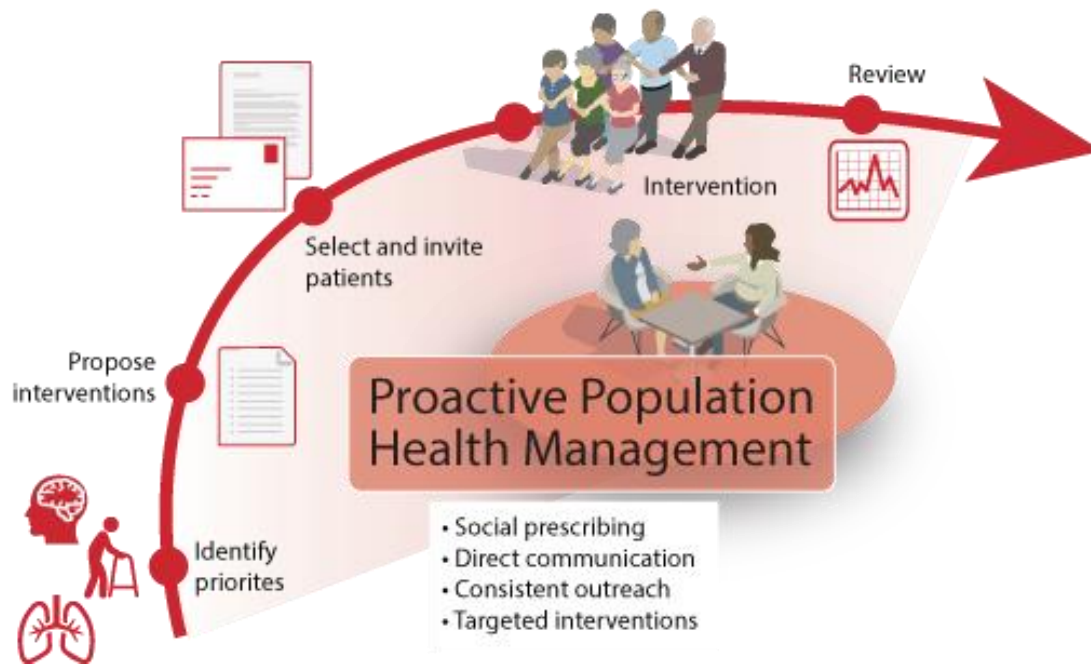 Review
Intervention
Select and invite
patients
Propose
interventions
Proactive Population
Health Management
Identify
priorites
• Social prescribing
• Direct communication
• Consistent outreach
• Targeted interventions